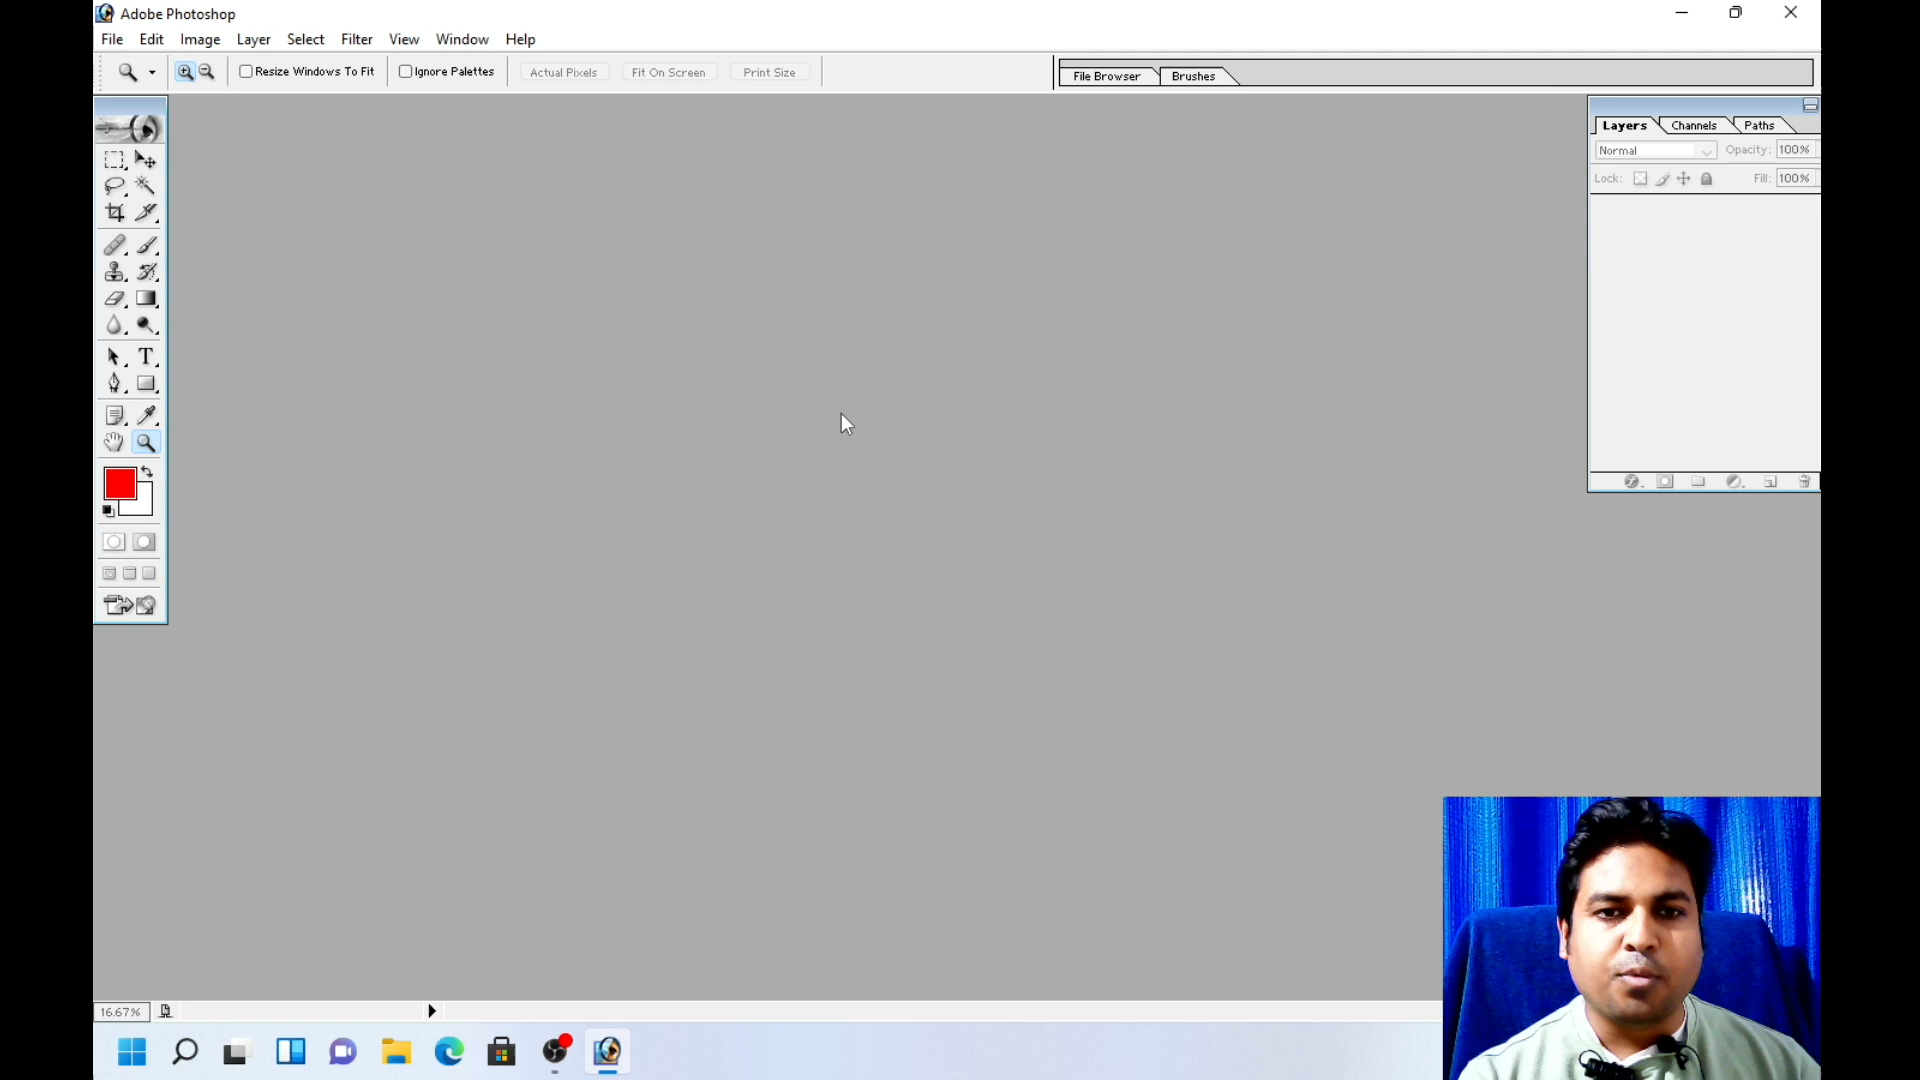 Adobe Photoshop
File Edit Image Layer Select Filter View Window Help
Resize Windows To Fit Ignore Palettes Actual Pixels Fit On Screen Print Size File Browser Brushes
Layers Channels Paths
Normal Opacity: 100%
Lock: Fill: 100%
T
16.67%